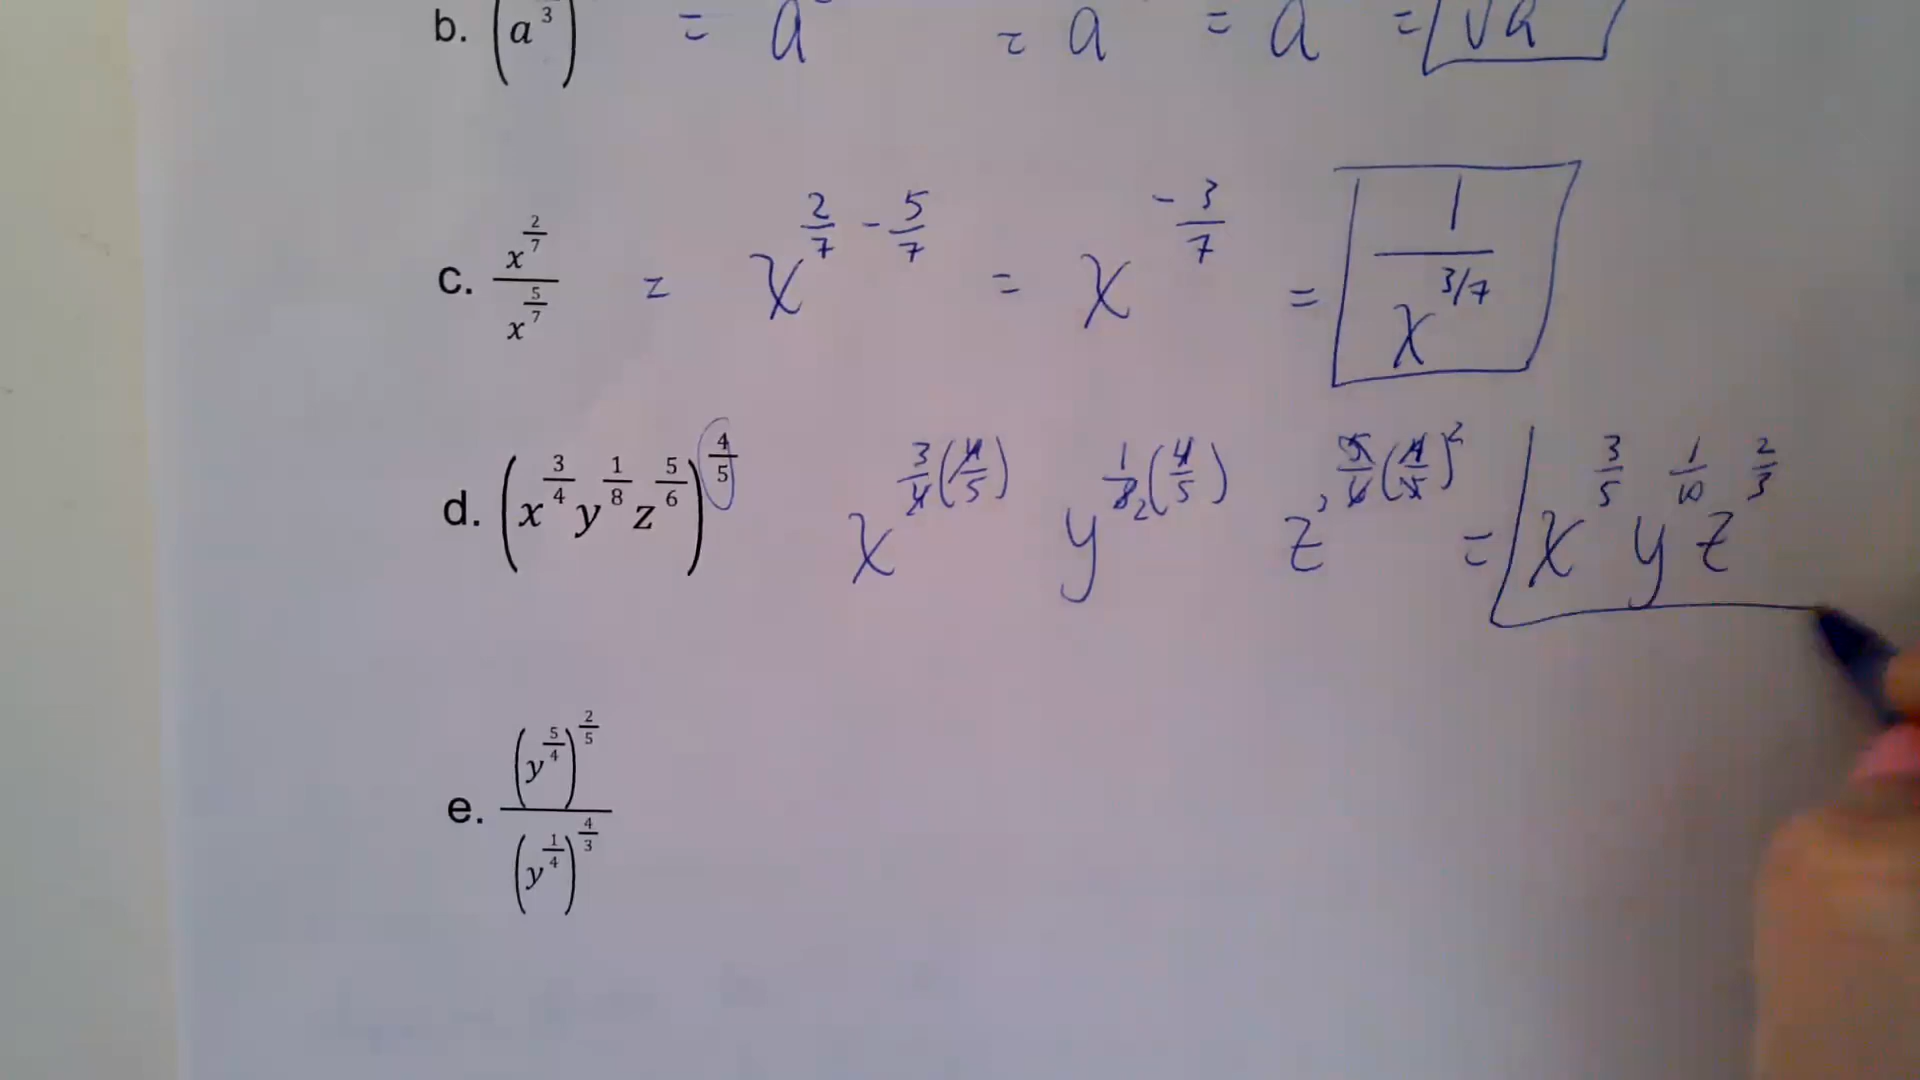 b. (a^3) = a = a = a = √a
c. x^(2/7) / x^(5/7) = x^(2/7 - 5/7) = x^(-3/7) = 1 / x^(3/7)
d. (x^(3/4) y^(1/8) z^(5/6))^(4/5) x^(3/4(4/5)) y^(1/8 2(4/5)) z^(5/6(4/5)^2) = x^(3/5) y^(1/10) z^(2/3)
e. (y^(5/4))^(2/5) / (y^(1/4))^(4/3)